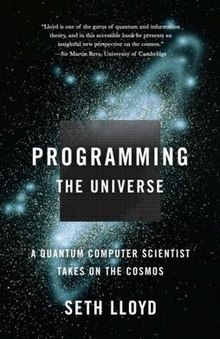 "Lloyd is one of the gurus of quantum and information
theory, and in this accessible book he presents an
insightful new perspective on the cosmos."
—Sir Martin Rees, University of Cambridge
PROGRAMMING
THE UNIVERSE
A QUANTUM COMPUTER SCIENTIST
TAKES ON THE COSMOS
SETH LLOYD